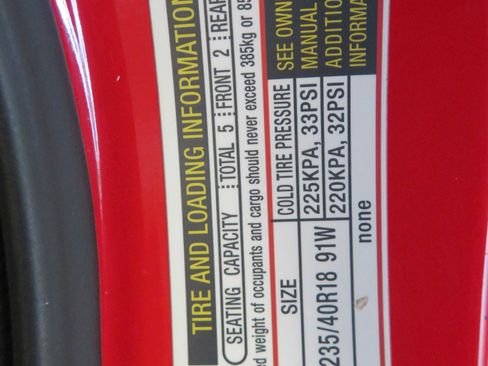 TIRE AND LOADING INFORMATION
SEATING CAPACITY TOTAL 5 FRONT 2 REAR
weight of occupants and cargo should never exceed 385kg or
SIZE COLD TIRE PRESSURE SEE OWN
235/40R18 91W 225KPA, 33PSI MANUAL
220KPA, 32PSI ADDITIO
none INFORMA